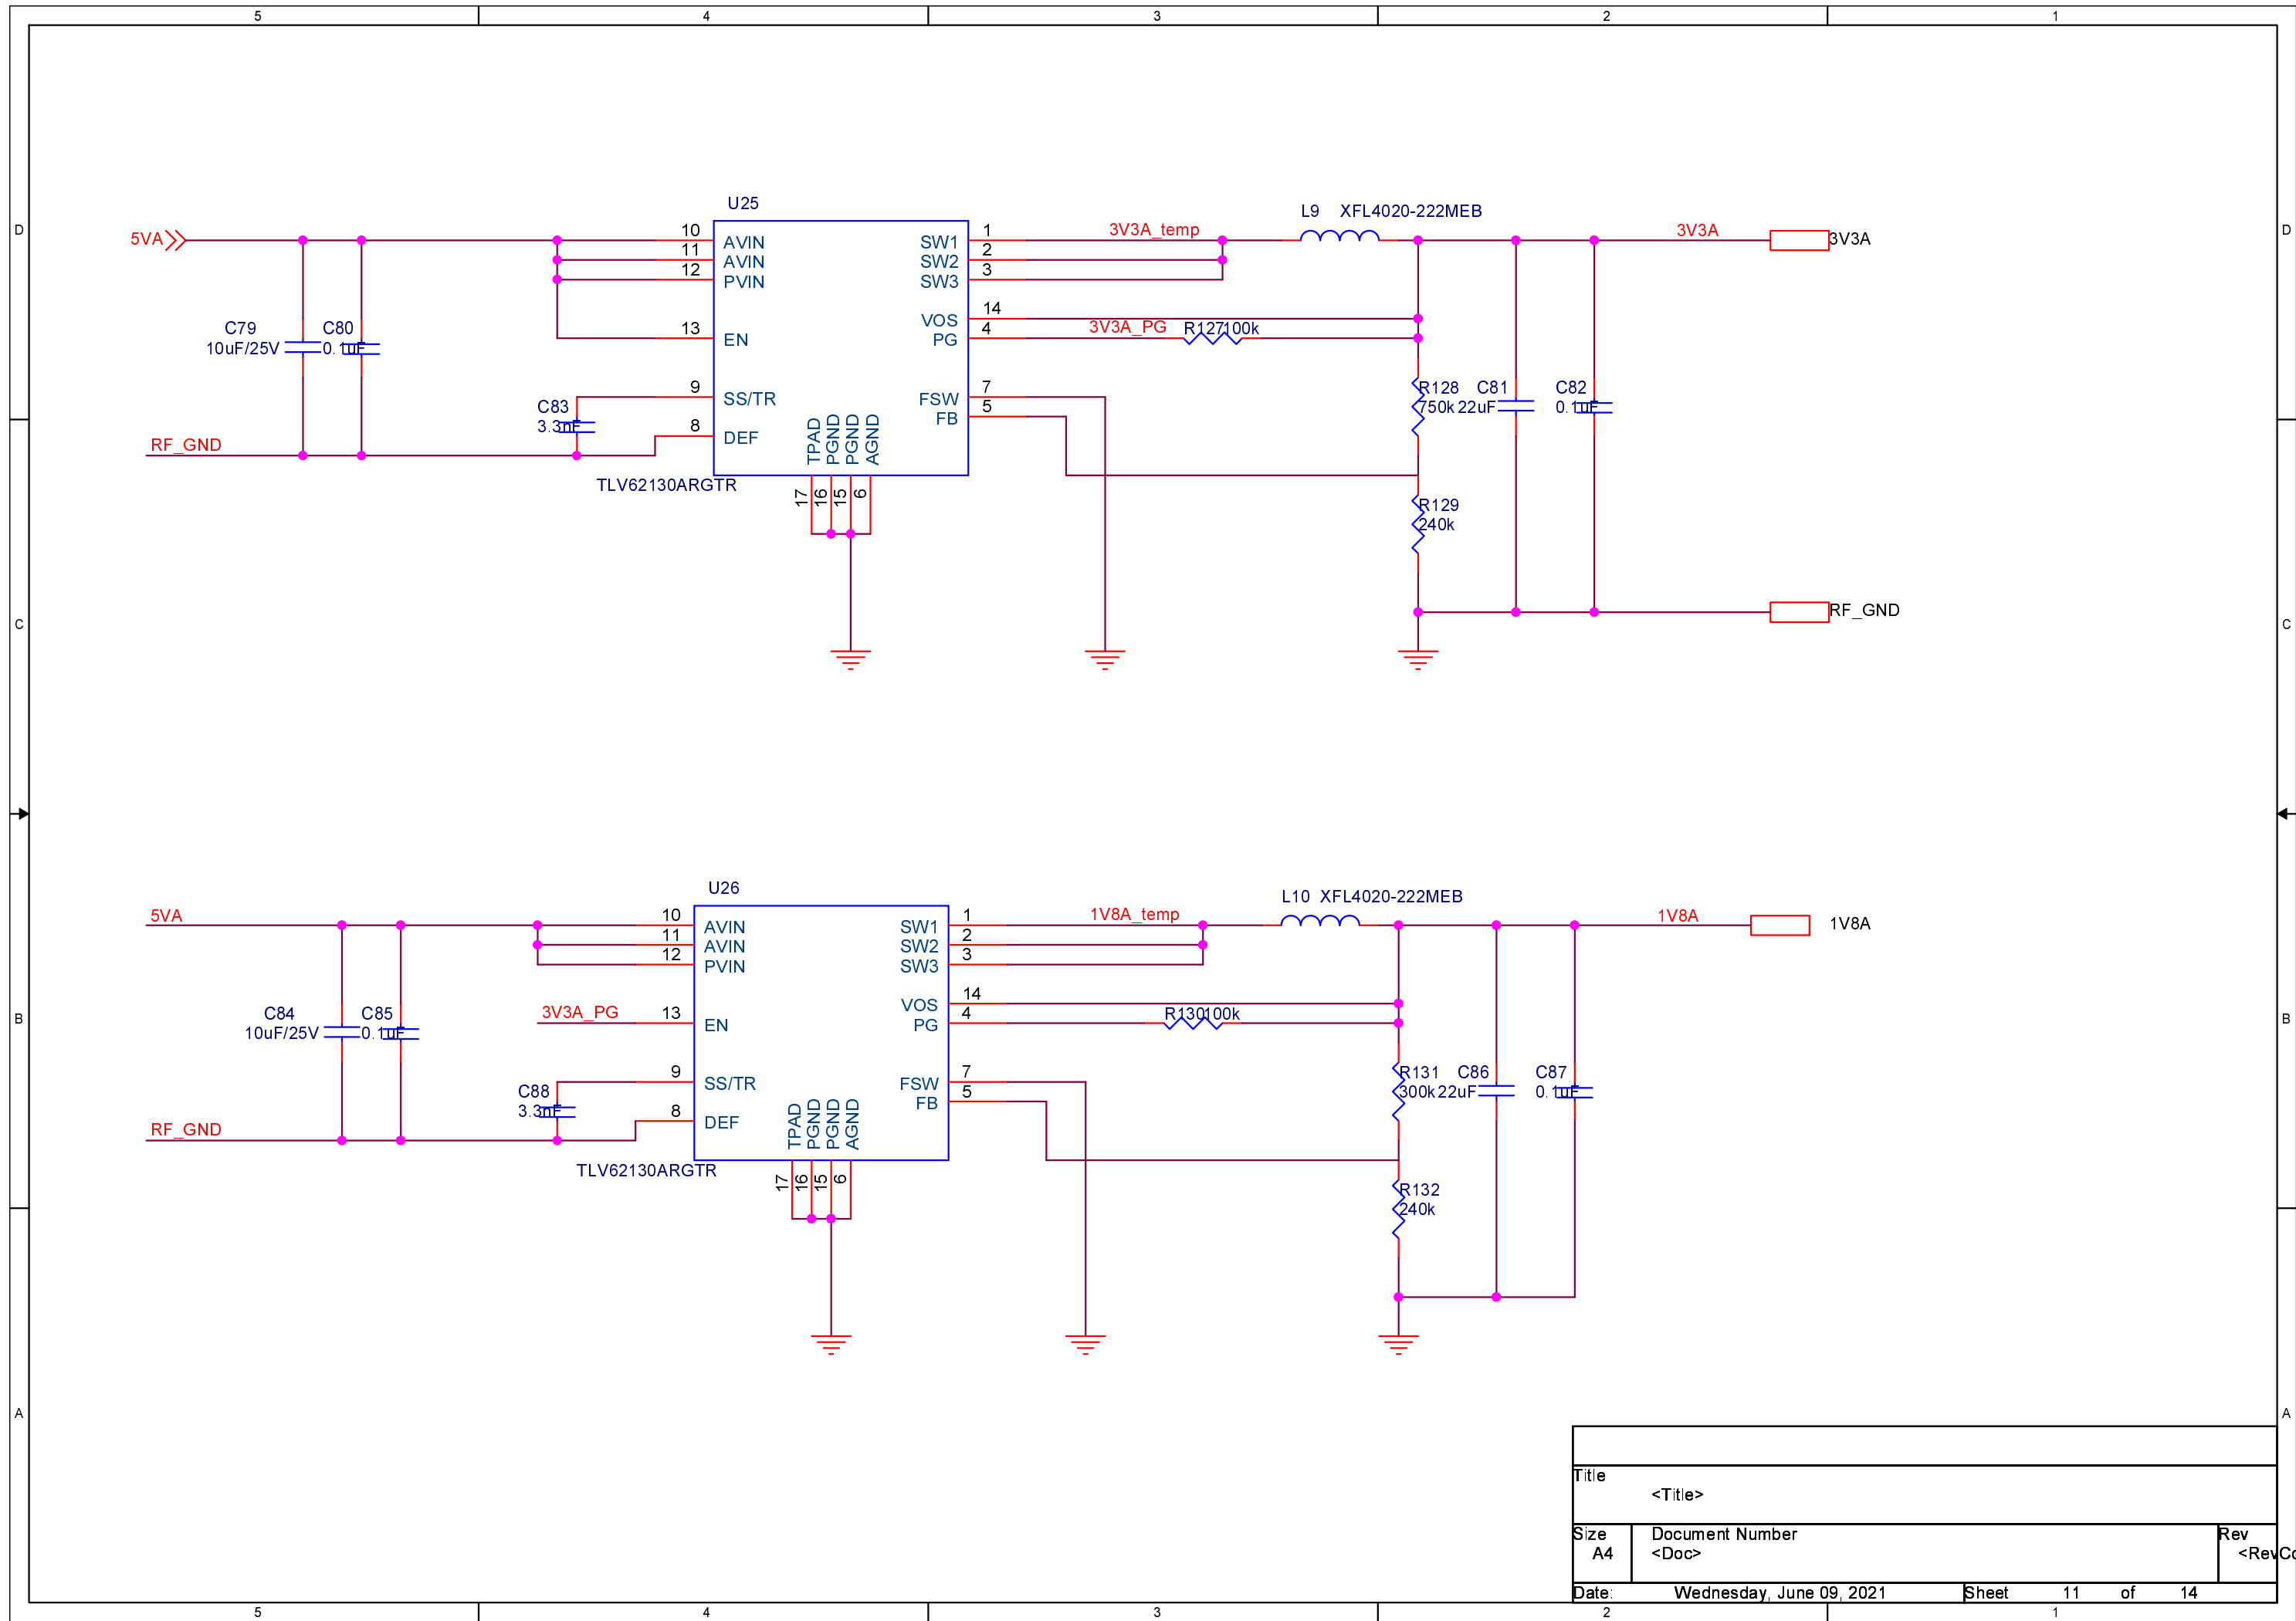 5 4 3 2 1
D D
C C
B B
A A
U25
5VA
10 AVIN
11 AVIN
12 PVIN
13 EN
9 SS/TR
8 DEF
SW1 1
SW2 2
SW3 3
VOS 14
PG 4
FSW 7
FB 5
TPAD 17
PGND 16
PGND 15
AGND 6
TLV62130ARGTR
C79
10uF/25V
C80
0.1uF
C83
3.3nF
RF_GND
3V3A_temp
L9 XFL4020-222MEB
3V3A
3V3A
3V3A_PG
R127 100k
R128
750k
C81
22uF
C82
0.1uF
R129
240k
RF_GND
U26
5VA
10 AVIN
11 AVIN
12 PVIN
3V3A_PG
13 EN
9 SS/TR
8 DEF
SW1 1
SW2 2
SW3 3
VOS 14
PG 4
FSW 7
FB 5
TPAD 17
PGND 16
PGND 15
AGND 6
TLV62130ARGTR
C84
10uF/25V
C85
0.1uF
C88
3.3nF
RF_GND
1V8A_temp
L10 XFL4020-222MEB
1V8A
1V8A
R130 100k
R131
300k
C86
22uF
C87
0.1uF
R132
240k
Title
<Title>
Size
A4
Document Number
<Doc>
Rev
<RevCo
Date: Wednesday, June 09, 2021
Sheet 11 of 14
5 4 3 2 1